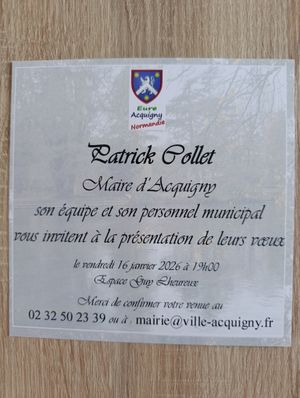 Eure
Acquigny
Normandie
Patrick Collet
Maire d'Acquigny
son équipe et son personnel municipal
vous invitent à la présentation de leurs vœux
le vendredi 16 janvier 2026 à 19h00
Espace Guy Lheureux
Merci de confirmer votre venue au
02 32 50 23 39 ou à : mairie@ville-acquigny.fr